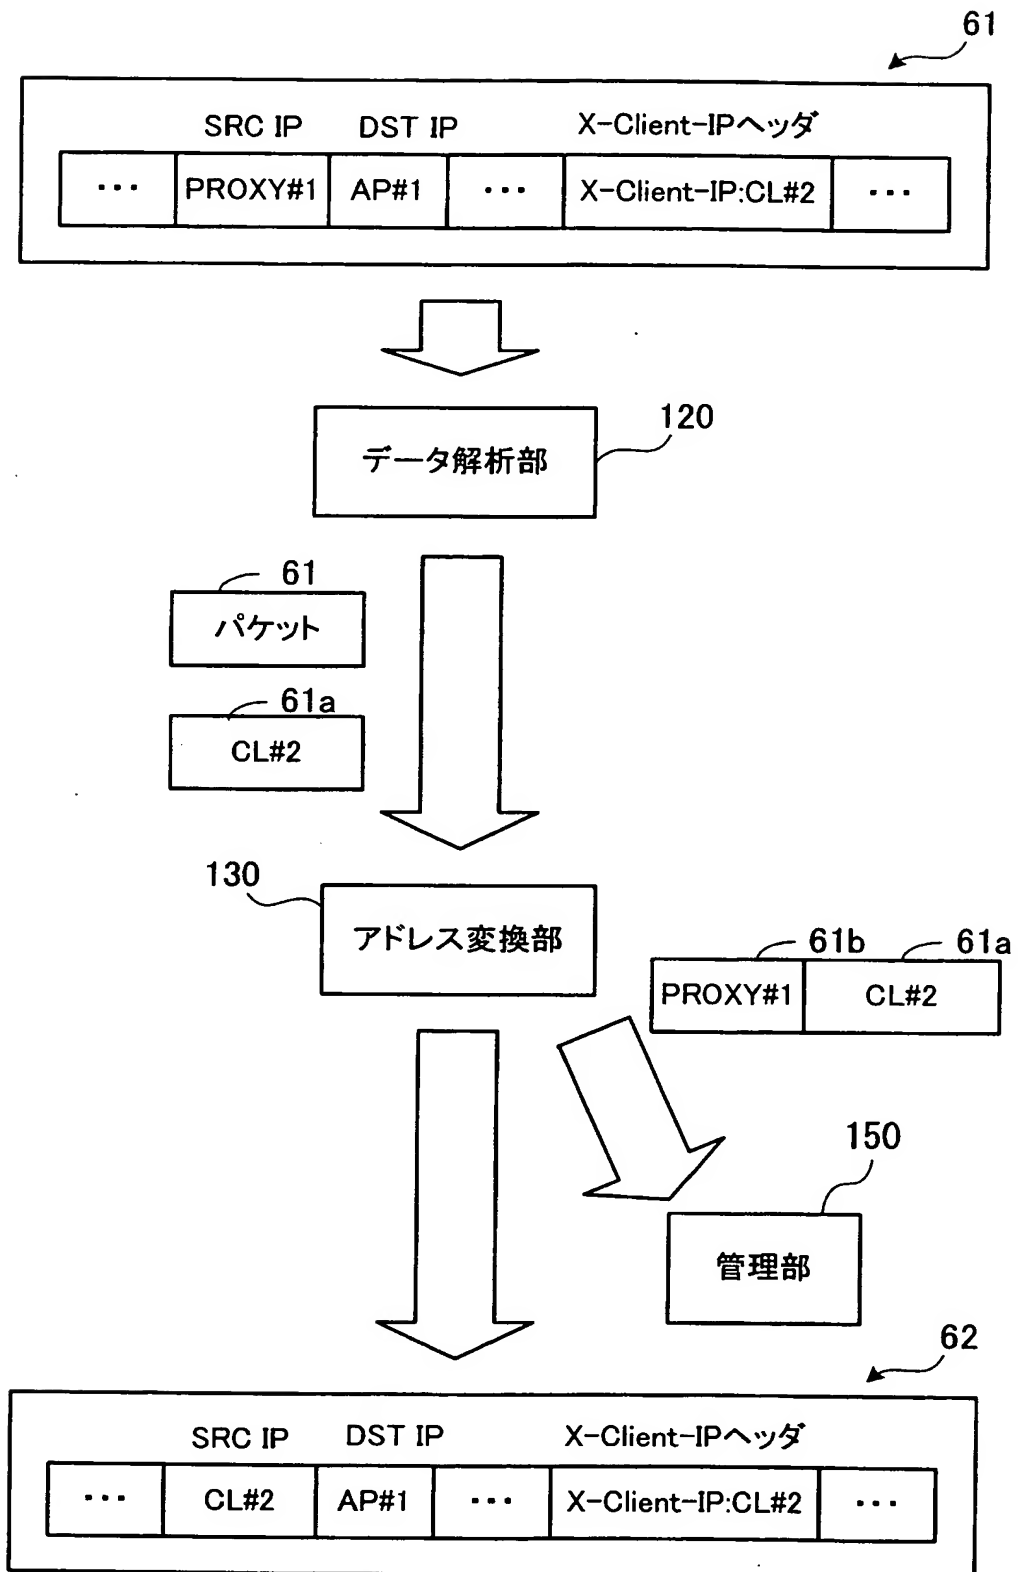 61
SRC IP DST IP X-Client-IPヘッダ
... PROXY#1 AP#1 ... X-Client-IP:CL#2 ...
120
データ解析部
61
パケット
61a
CL#2
130
アドレス変換部
61b 61a
PROXY#1 CL#2
150
管理部
62
SRC IP DST IP X-Client-IPヘッダ
... CL#2 AP#1 ... X-Client-IP:CL#2 ...